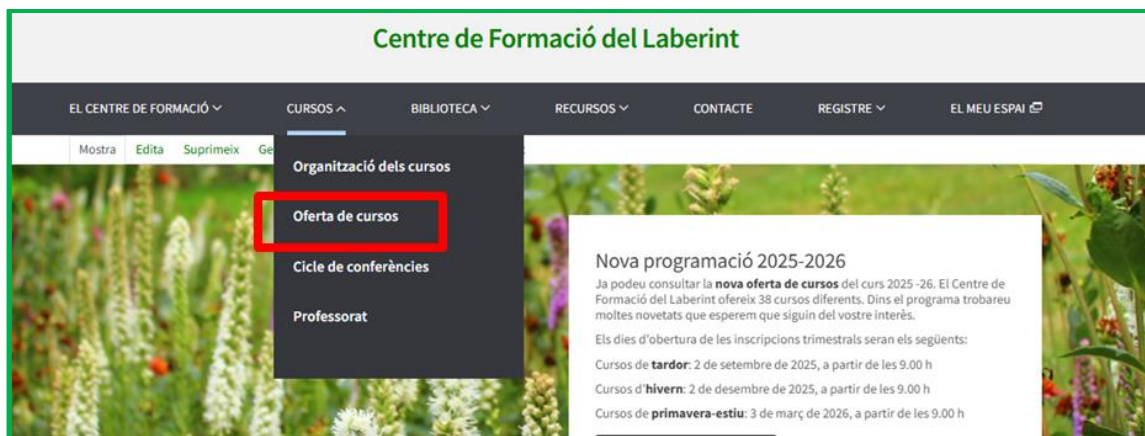 Centre de Formació del Laberint
EL CENTRE DE FORMACIÓ
CURSOS
BIBLIOTECA
RECURSOS
CONTACTE
REGISTRE
EL MEU ESPAI
Mostra Edita Suprimeix Ge
Organització dels cursos
Oferta de cursos
Cicle de conferències
Professorat
Nova programació 2025-2026
Ja podeu consultar la nova oferta de cursos del curs 2025 -26. El Centre de
Formació del Laberint ofereix 38 cursos diferents. Dins el programa trobareu
moltes novetats que esperem que siguin del vostre interès.
Els dies d'obertura de les inscripcions trimestrals seran els següents:
Cursos de tardor: 2 de setembre de 2025, a partir de les 9.00 h
Cursos d'hivern: 2 de desembre de 2025, a partir de les 9.00 h
Cursos de primavera-estiu: 3 de març de 2026, a partir de les 9.00 h